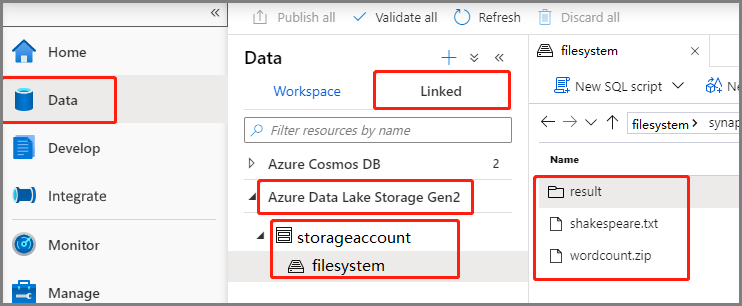 Publish all Validate all Refresh Discard all
Home
Data
Develop
Integrate
Monitor
Manage
Data
Workspace Linked
Filter resources by name
Azure Cosmos DB 2
Azure Data Lake Storage Gen2
storageaccount
filesystem
filesystem
New SQL script
filesystem synap
Name
result
shakespeare.txt
wordcount.zip